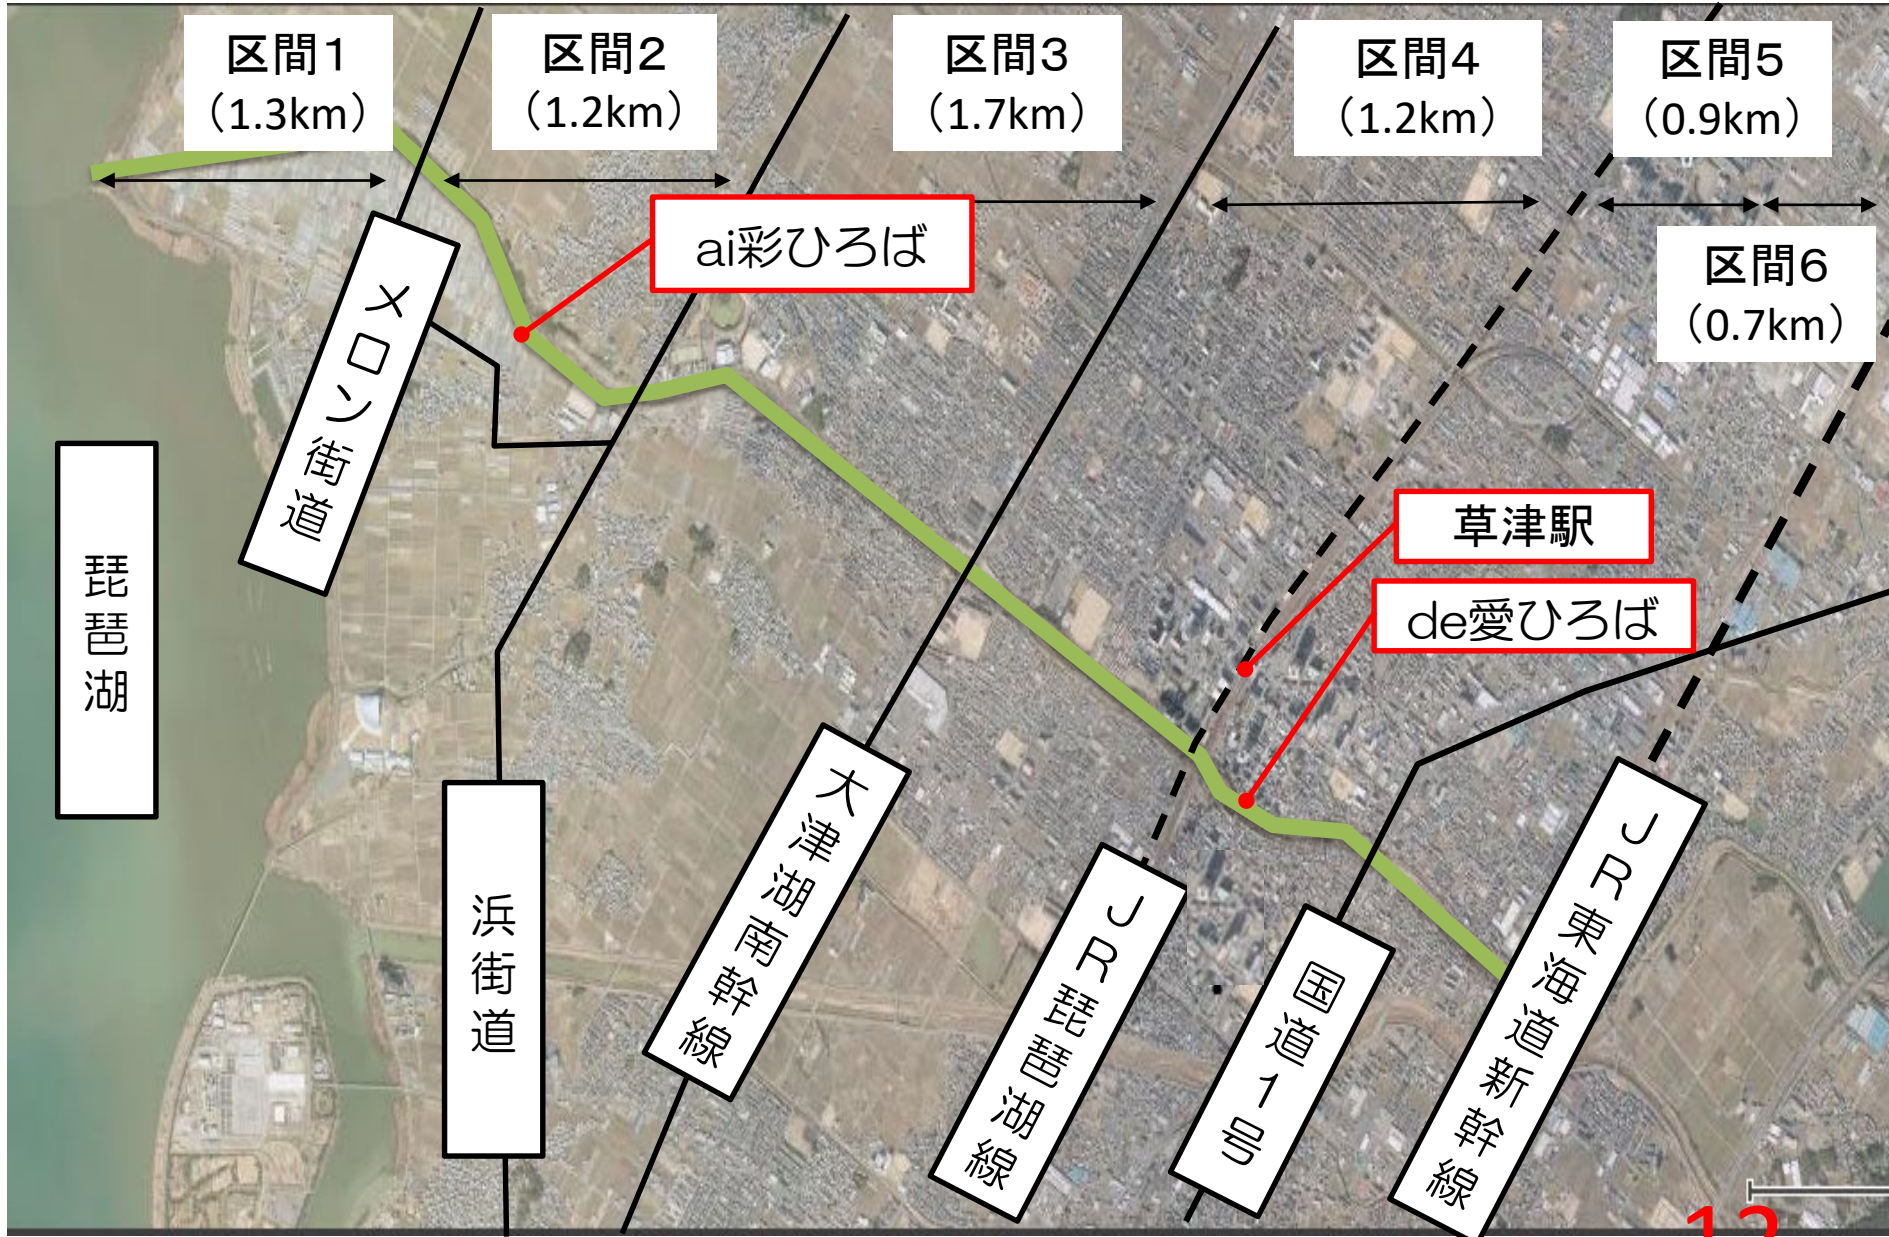 区間1
（1.3km）
区間2
（1.2km）
区間3
（1.7km）
区間4
（1.2km）
区間5
（0.9km）
区間6
（0.7km）
ai彩ひろば
メロン街道
草津駅
de愛ひろば
琵琶湖
浜街道
大津湖南幹線
JR琵琶湖線
国道1号
JR東海道新幹線
12